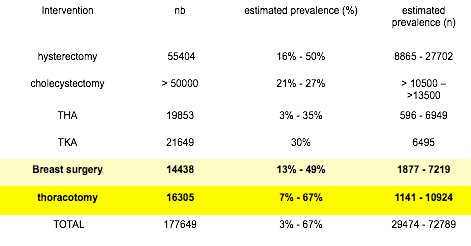 Intervention nb estimated prevalence (%) estimated prevalence (n)
hysterectomy 55404 16% - 50% 8865 - 27702
cholecystectomy > 50000 21% - 27% > 10500 –
>13500
THA 19853 3% - 35% 596 - 6949
TKA 21649 30% 6495
Breast surgery 14438 13% - 49% 1877 - 7219
thoracotomy 16305 7% - 67% 1141 - 10924
TOTAL 177649 3% - 67% 29474 - 72789